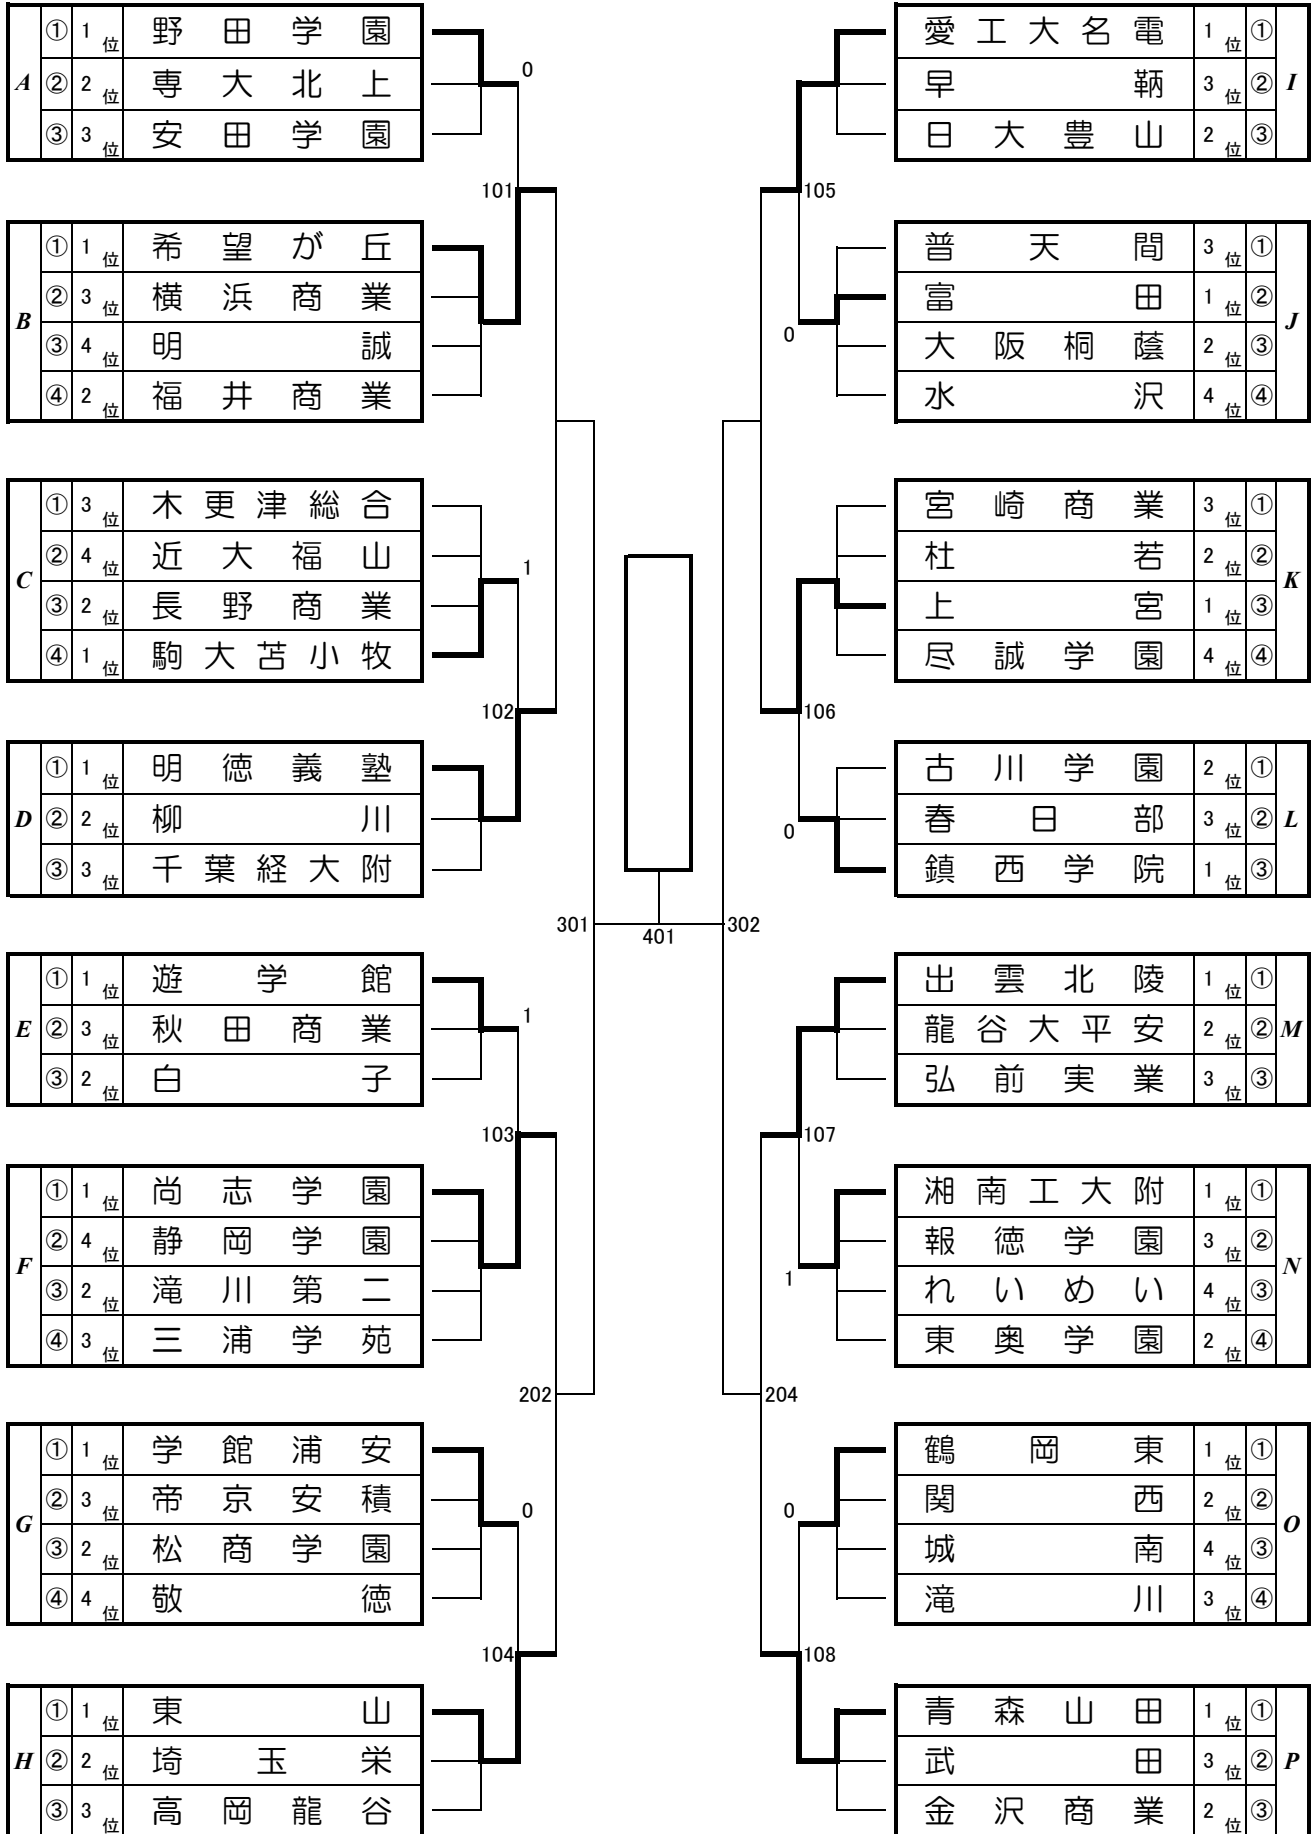 A
① 1位 野田学園
② 2位 専大北上
③ 3位 安田学園
0
101
B
① 1位 希望が丘
② 3位 横浜商業
③ 4位 明誠
④ 2位 福井商業
C
① 3位 木更津総合
② 4位 近大福山
③ 2位 長野商業
④ 1位 駒大苫小牧
1
102
D
① 1位 明徳義塾
② 2位 柳川
③ 3位 千葉経大附
301
E
① 1位 遊学館
② 3位 秋田商業
③ 2位 白子
1
103
F
① 1位 尚志学園
② 4位 静岡学園
③ 2位 滝川第二
④ 3位 三浦学苑
202
G
① 1位 学館浦安
② 3位 帝京安積
③ 2位 松商学園
④ 4位 敬徳
0
104
H
① 1位 東山
② 2位 埼玉栄
③ 3位 高岡龍谷
401
愛工大名電 1位 ①
早鞆 3位 ②
日大豊山 2位 ③
I
105
普天間 3位 ①
富田 1位 ②
大阪桐蔭 2位 ③
水沢 4位 ④
J
0
宮崎商業 3位 ①
杜若 2位 ②
上宮 1位 ③
尽誠学園 4位 ④
K
106
古川学園 2位 ①
春日部 3位 ②
鎮西学院 1位 ③
L
0
302
出雲北陵 1位 ①
龍谷大平安 2位 ②
弘前実業 3位 ③
M
107
湘南工大附 1位 ①
報徳学園 3位 ②
れいめい 4位 ③
東奥学園 2位 ④
N
1
204
鶴岡東 1位 ①
関西 2位 ②
城南 4位 ③
滝川 3位 ④
O
0
108
青森山田 1位 ①
武田 3位 ②
金沢商業 2位 ③
P